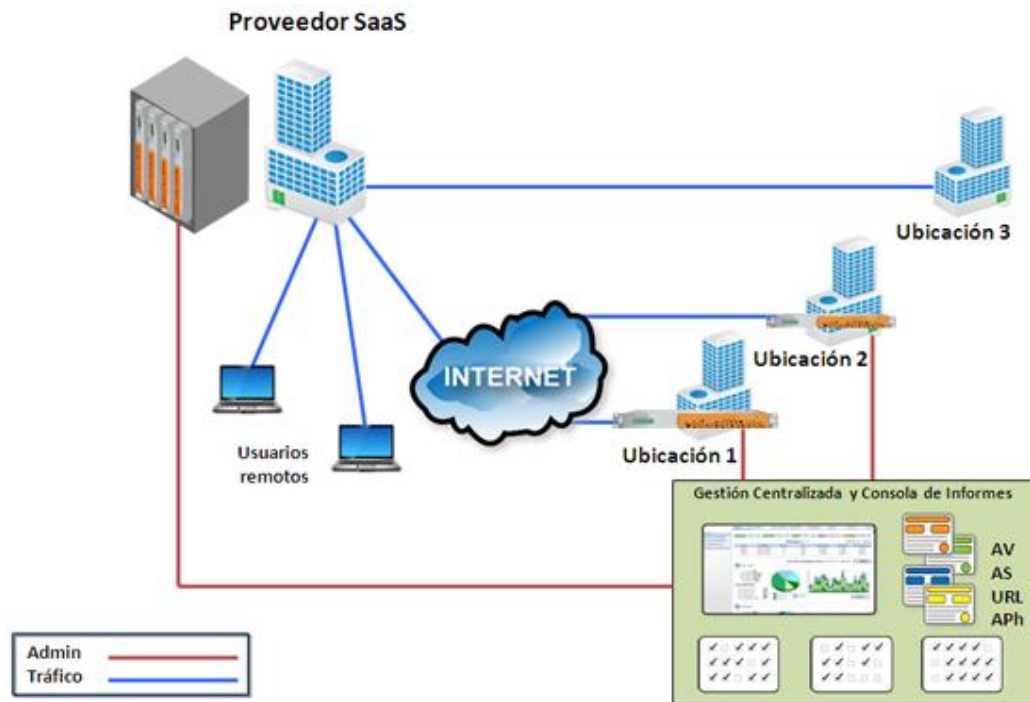 Proveedor SaaS
Ubicación 3
Ubicación 2
INTERNET
Ubicación 1
Usuarios
remotos
Gestión Centralizada y Consola de Informes
AV
AS
URL
APh
Admin
Tráfico